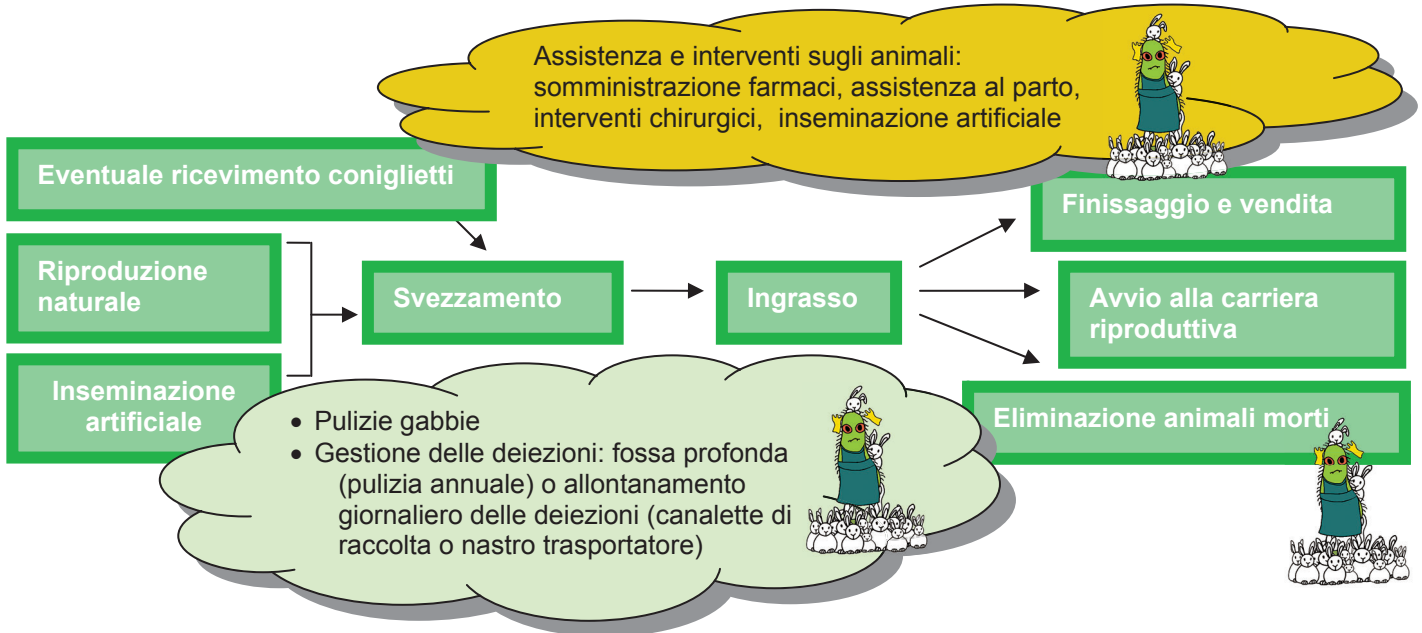 Assistenza e interventi sugli animali:
somministrazione farmaci, assistenza al parto,
interventi chirurgici, inseminazione artificiale
Eventuale ricevimento coniglietti
Riproduzione
naturale
Inseminazione
artificiale
Svezzamento
Ingrasso
Finissaggio e vendita
Avvio alla carriera
riproduttiva
Eliminazione animali morti
• Pulizie gabbie
• Gestione delle deiezioni: fossa profonda
(pulizia annuale) o allontanamento
giornaliero delle deiezioni (canalette di
raccolta o nastro trasportatore)